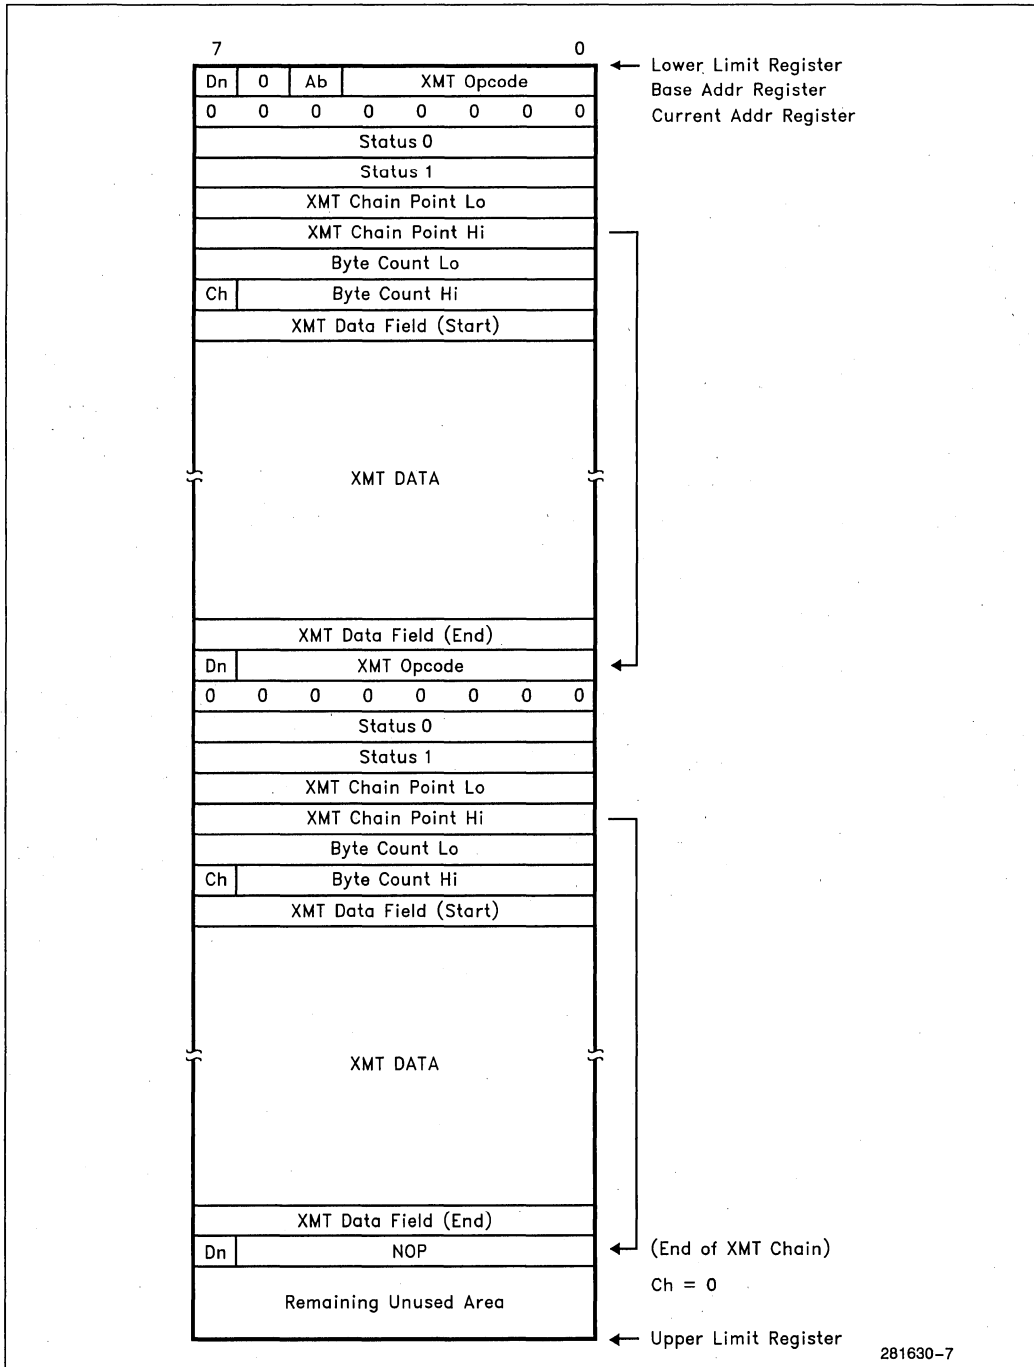 7 0
Dn 0 Ab XMT Opcode
Lower Limit Register
Base Addr Register
Current Addr Register
0 0 0 0 0 0 0 0
Status 0
Status 1
XMT Chain Point Lo
XMT Chain Point Hi
Byte Count Lo
Ch Byte Count Hi
XMT Data Field (Start)
XMT DATA
XMT Data Field (End)
Dn XMT Opcode
0 0 0 0 0 0 0 0
Status 0
Status 1
XMT Chain Point Lo
XMT Chain Point Hi
Byte Count Lo
Ch Byte Count Hi
XMT Data Field (Start)
XMT DATA
XMT Data Field (End)
Dn NOP
(End of XMT Chain)
Ch = 0
Remaining Unused Area
Upper Limit Register
281630-7